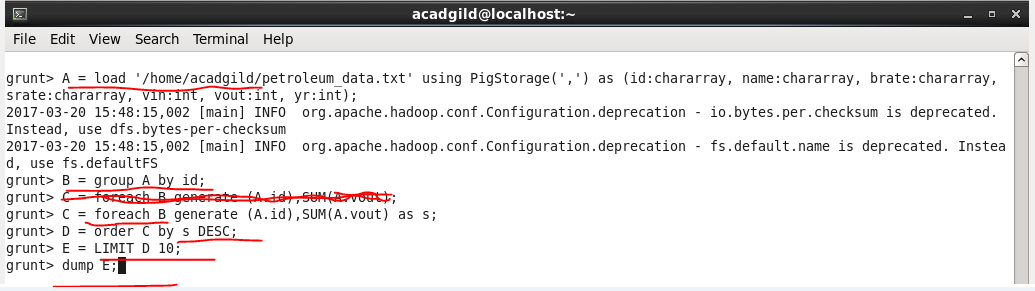 acadgild@localhost:~
File Edit View Search Terminal Help
grunt> A = load '/home/acadgild/petroleum_data.txt' using PigStorage(',') as (id:chararray, name:chararray, brate:chararray,
srate:chararray, vin:int, vout:int, yr:int);
2017-03-20 15:48:15,002 [main] INFO  org.apache.hadoop.conf.Configuration.deprecation - io.bytes.per.checksum is deprecated.
Instead, use dfs.bytes-per-checksum
2017-03-20 15:48:15,002 [main] INFO  org.apache.hadoop.conf.Configuration.deprecation - fs.default.name is deprecated. Instea
d, use fs.defaultFS
grunt> B = group A by id;
grunt> C = foreach B generate (A.id),SUM(A.vout);
grunt> C = foreach B generate (A.id),SUM(A.vout) as s;
grunt> D = order C by s DESC;
grunt> E = LIMIT D 10;
grunt> dump E;